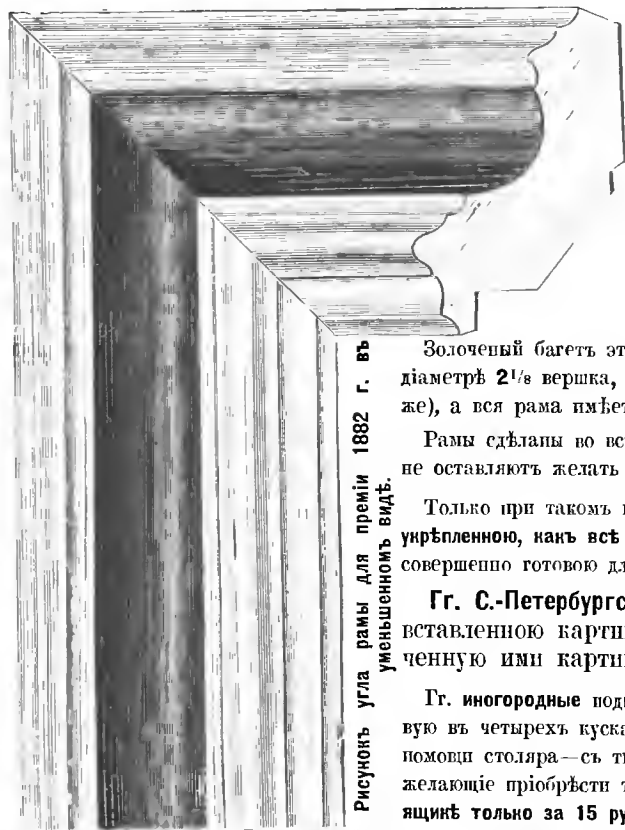 Рисунокъ угла рамы для преміи 1882 г. въ
уменьшенномъ видѣ.
Золоченый багетъ эт
діаметрѣ 2¹/₈ вершка,
же), а вся рама имѣет
Рамы сдѣланы во вс
не оставляютъ желать
Только при такомъ
укрѣпленною, какъ всѣ
совершенно готовою дл
Гг. С.-Петербургс
вставленною карти
ченную ими картин
Гг. иногородные под
вую въ четырехъ куска
помощи столяра—съ т
желающіе пріобрѣсти т
ящикѣ только за 15 ру